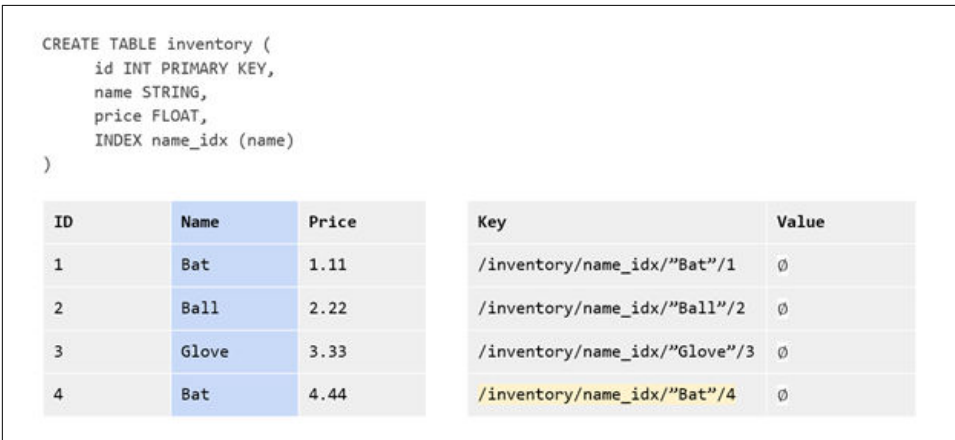 CREATE TABLE inventory (
id INT PRIMARY KEY,
name STRING,
price FLOAT,
INDEX name_idx (name)
)
ID Name Price Key Value
1 Bat 1.11 /inventory/name_idx/”Bat”/1 Ø
2 Ball 2.22 /inventory/name_idx/”Ball”/2 Ø
3 Glove 3.33 /inventory/name_idx/”Glove”/3 Ø
4 Bat 4.44 /inventory/name_idx/”Bat”/4 Ø